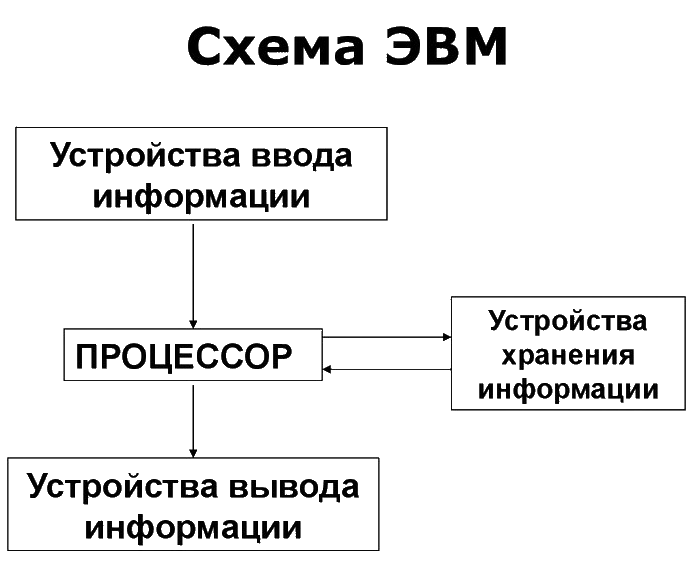 Схема ЭВМ
Устройства ввода
информации
ПРОЦЕССОР
Устройства
хранения
информации
Устройства вывода
информации